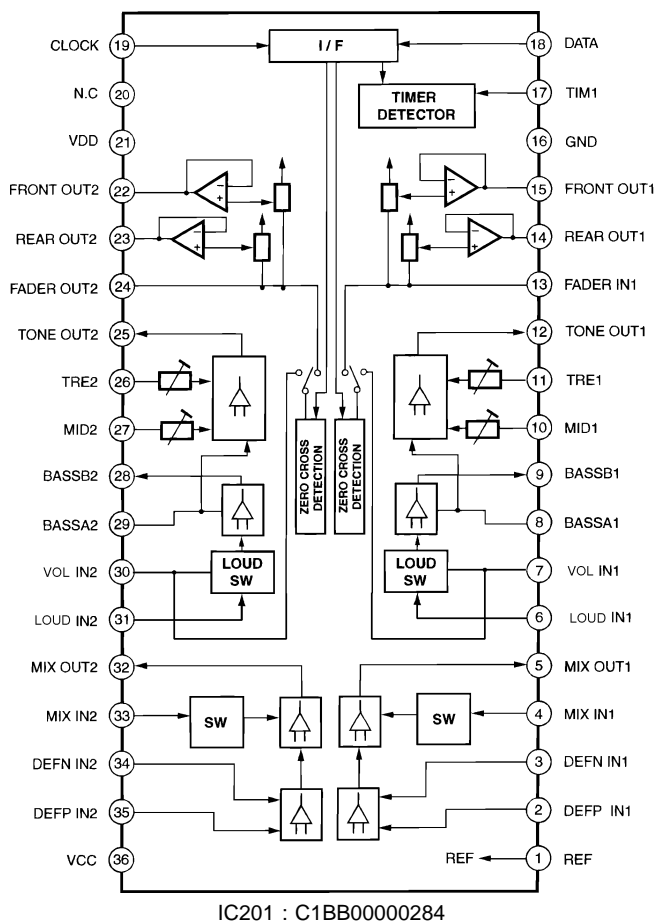 CLOCK 19 I / F 18 DATA
N.C 20 TIMER DETECTOR 17 TIM1
VDD 21 16 GND
FRONT OUT2 22 - + - + 15 FRONT OUT1
REAR OUT2 23 - + - + 14 REAR OUT1
FADER OUT2 24 13 FADER IN1
TONE OUT2 25 12 TONE OUT1
TRE2 26 11 TRE1
MID2 27 10 MID1
ZERO CROSS DETECTION ZERO CROSS DETECTION
BASSB2 28 9 BASSB1
BASSA2 29 8 BASSA1
VOL IN2 30 LOUD SW LOUD SW 7 VOL IN1
LOUD IN2 31 6 LOUD IN1
MIX OUT2 32 5 MIX OUT1
MIX IN2 33 SW SW 4 MIX IN1
DEFN IN2 34 3 DEFN IN1
DEFP IN2 35 2 DEFP IN1
VCC 36 REF 1 REF
IC201 : C1BB00000284